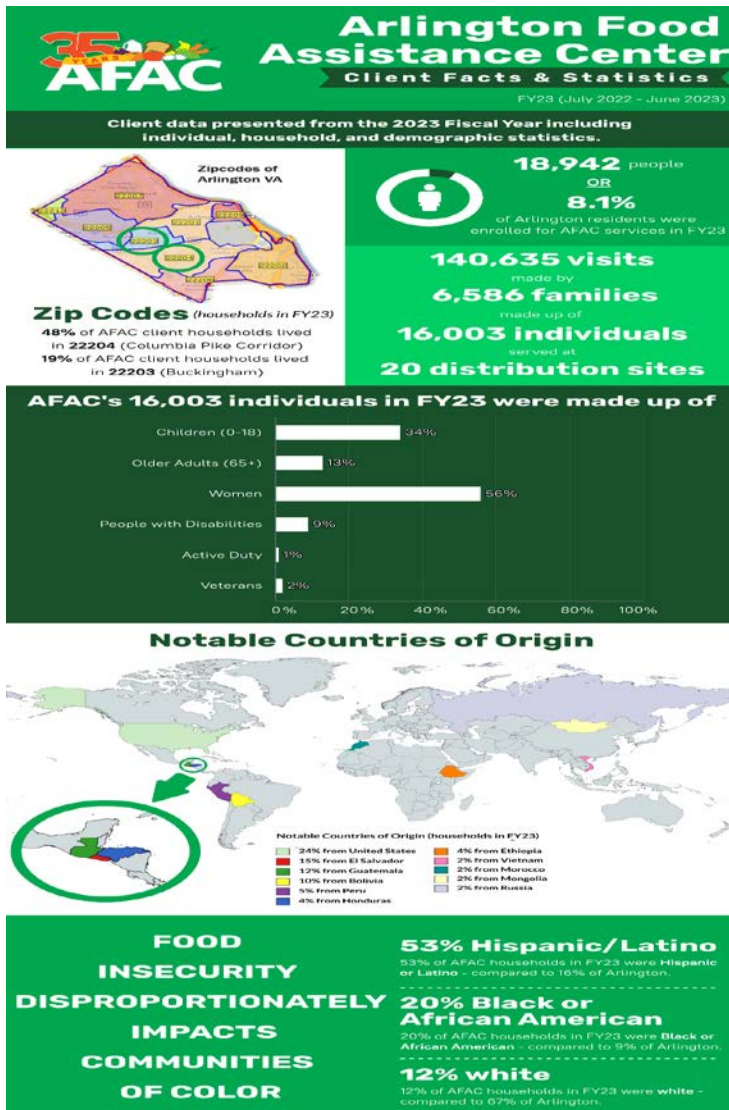 35
YEARS
AFAC
Arlington Food
Assistance Center
Client Facts & Statistics
FY23 (July 2022 - June 2023)
Client data presented from the 2023 Fiscal Year including
individual, household, and demographic statistics.
Zipcodes of
Arlington VA
Zip Codes (households in FY23)
48% of AFAC client households lived
in 22204 (Columbia Pike Corridor)
19% of AFAC client households lived
in 22203 (Buckingham)
18,942 people
OR
8.1%
of Arlington residents were
enrolled for AFAC services in FY23
140,635 visits
made by
6,586 families
made up of
16,003 individuals
served at
20 distribution sites
AFAC's 16,003 individuals in FY23 were made up of
Children (0-18) 34%
Older Adults (65+) 13%
Women 56%
People with Disabilities 9%
Active Duty 1%
Veterans 2%
0% 20% 40% 60% 80% 100%
Notable Countries of Origin
Notable Countries of Origin (households in FY23)
24% from United States
15% from El Salvador
12% from Guatemala
10% from Bolivia
5% from Peru
4% from Honduras
4% from Ethiopia
2% from Vietnam
2% from Morocco
2% from Mongolia
2% from Russia
FOOD
INSECURITY
DISPROPORTIONATELY
IMPACTS
COMMUNITIES
OF COLOR
53% Hispanic/Latino
53% of AFAC households in FY23 were Hispanic
or Latino - compared to 16% of Arlington.
20% Black or
African American
20% of AFAC households in FY23 were Black or
African American - compared to 9% of Arlington.
12% white
12% of AFAC households in FY23 were white -
compared to 67% of Arlington.